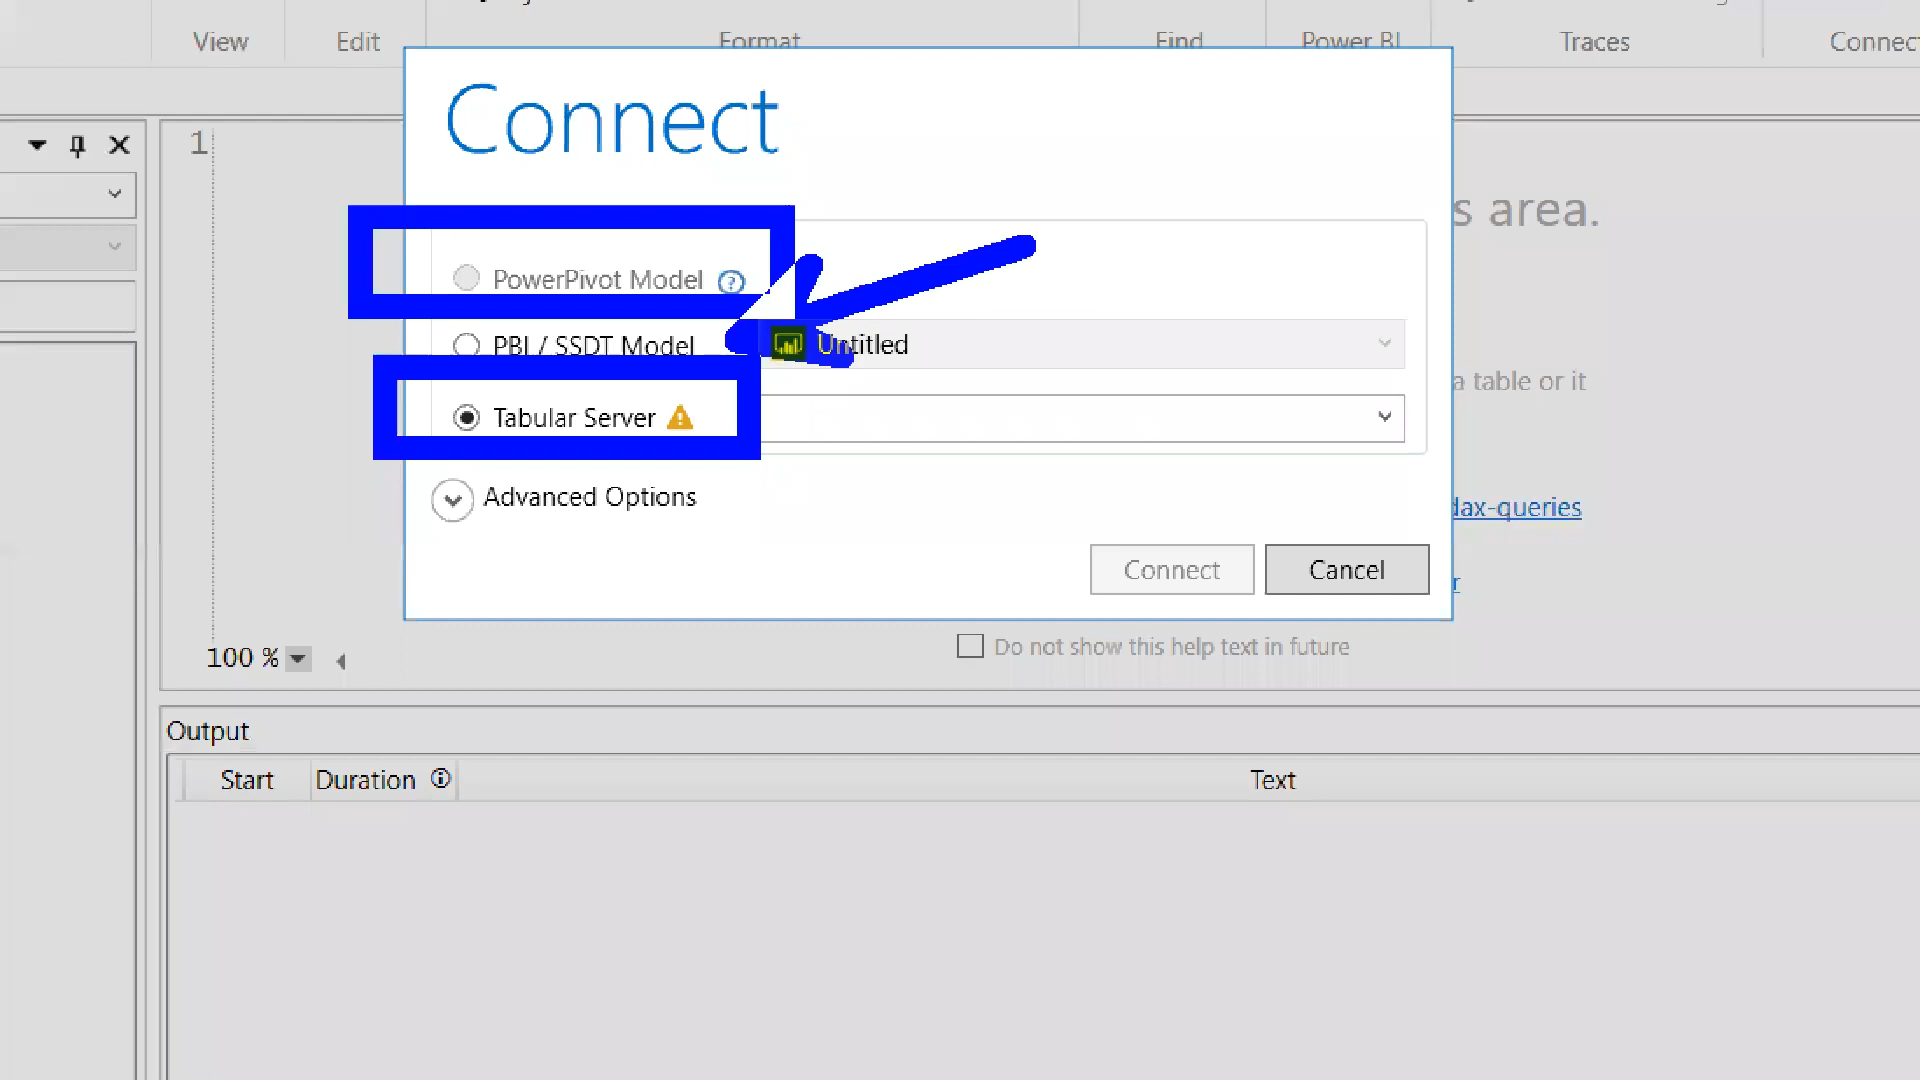 View Edit Format Find Power BI Traces Connect
Connect
1
s area.
PowerPivot Model ?
PBI / SSDT Model Untitled
a table or it
Tabular Server
Advanced Options
dax-queries
Connect Cancel
r
Do not show this help text in future
100 %
Output
Start Duration Text